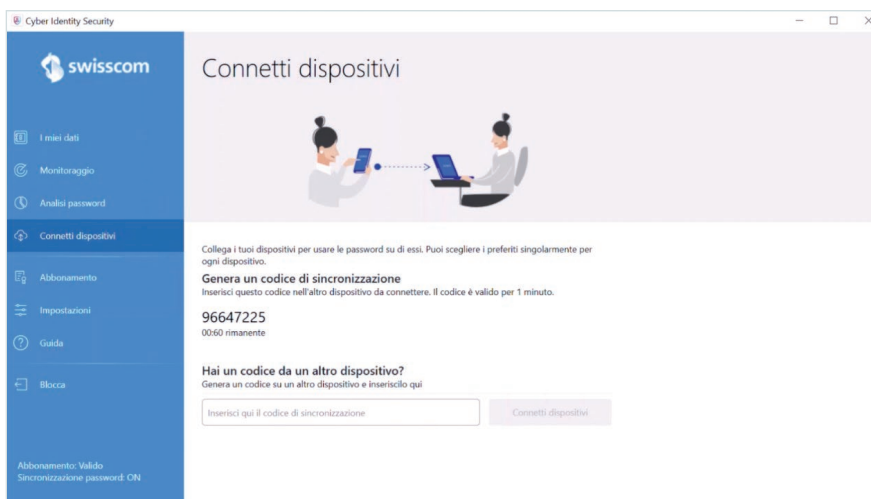 Cyber Identity Security
swisscom
I miei dati
Monitoraggio
Analisi password
Connetti dispositivi
Abbonamento
Impostazioni
Guida
Blocca
Abbonamento: Valido
Sincronizzazione password: ON
Connetti dispositivi
Collega i tuoi dispositivi per usare le password su di essi. Puoi scegliere i preferiti singolarmente per
ogni dispositivo.
Genera un codice di sincronizzazione
Inserisci questo codice nell'altro dispositivo da connettere. Il codice è valido per 1 minuto.
96647225
00:60 rimanente
Hai un codice da un altro dispositivo?
Genera un codice su un altro dispositivo e inseriscilo qui
Inserisci qui il codice di sincronizzazione
Connetti dispositivi